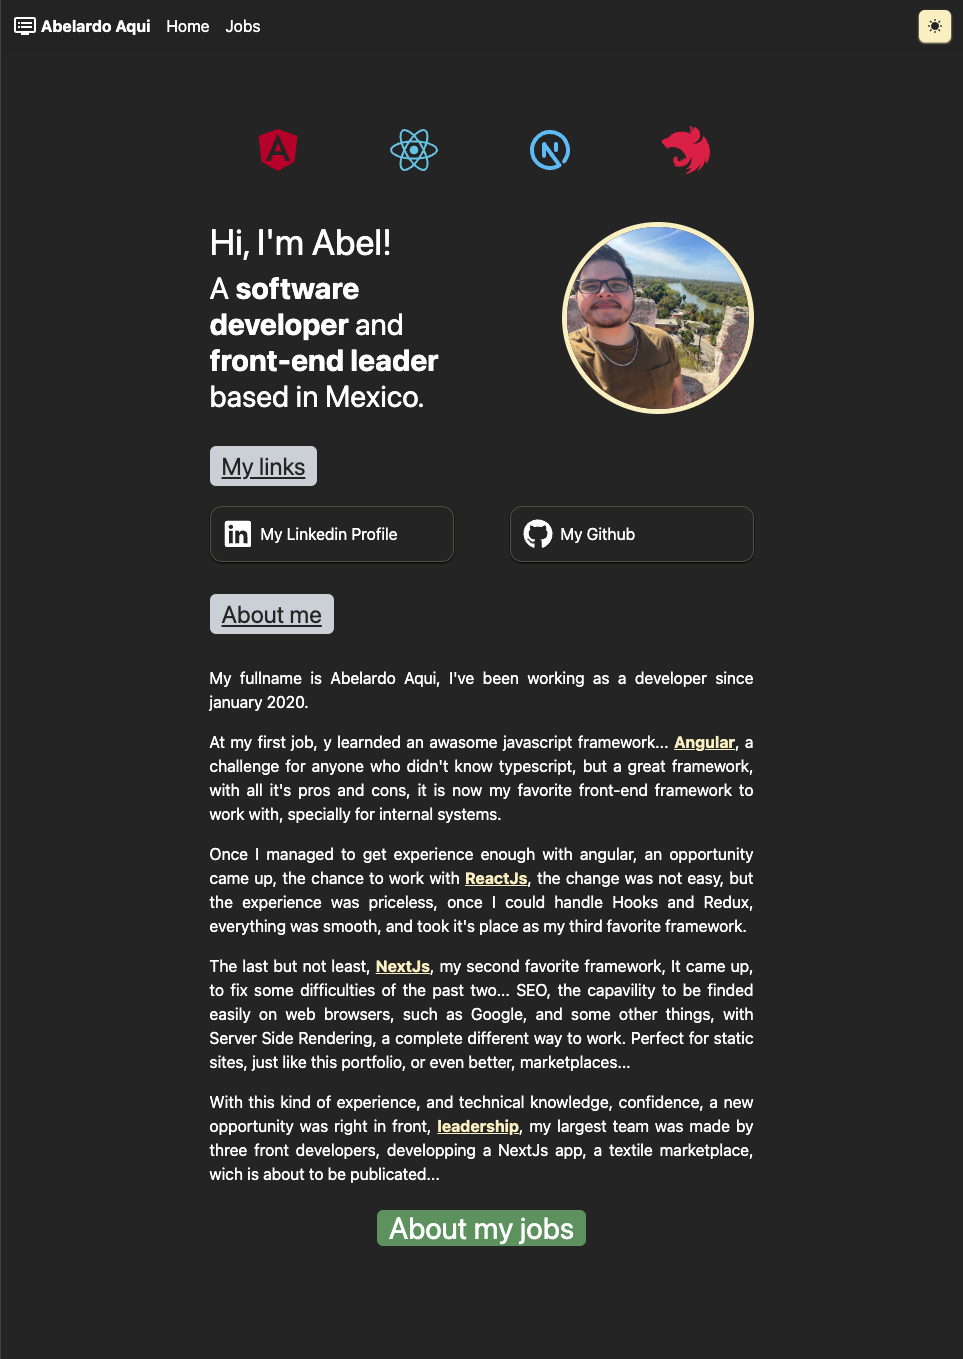 Abelardo Aqui Home Jobs
Hi, I'm Abel!
A software
developer and
front-end leader
based in Mexico.
My links
My Linkedin Profile
My Github
About me
My fullname is Abelardo Aqui, I've been working as a developer since
january 2020.
At my first job, y learnded an awasome javascript framework... Angular, a
challenge for anyone who didn't know typescript, but a great framework,
with all it's pros and cons, it is now my favorite front-end framework to
work with, specially for internal systems.
Once I managed to get experience enough with angular, an opportunity
came up, the chance to work with ReactJs, the change was not easy, but
the experience was priceless, once I could handle Hooks and Redux,
everything was smooth, and took it's place as my third favorite framework.
The last but not least, NextJs, my second favorite framework, It came up,
to fix some difficulties of the past two... SEO, the capavility to be finded
easily on web browsers, such as Google, and some other things, with
Server Side Rendering, a complete different way to work. Perfect for static
sites, just like this portfolio, or even better, marketplaces...
With this kind of experience, and technical knowledge, confidence, a new
opportunity was right in front, leadership, my largest team was made by
three front developers, developping a NextJs app, a textile marketplace,
wich is about to be publicated...
About my jobs